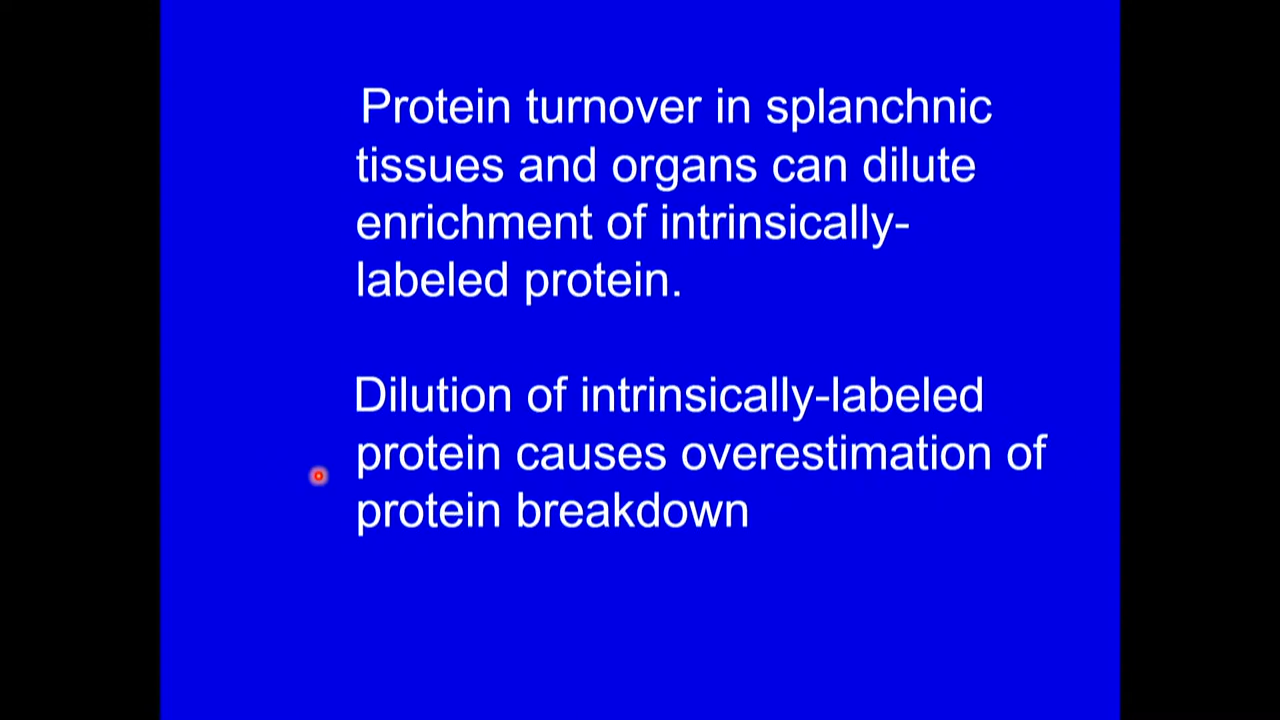 Protein turnover in splanchnic
tissues and organs can dilute
enrichment of intrinsically-
labeled protein.
Dilution of intrinsically-labeled
protein causes overestimation of
protein breakdown